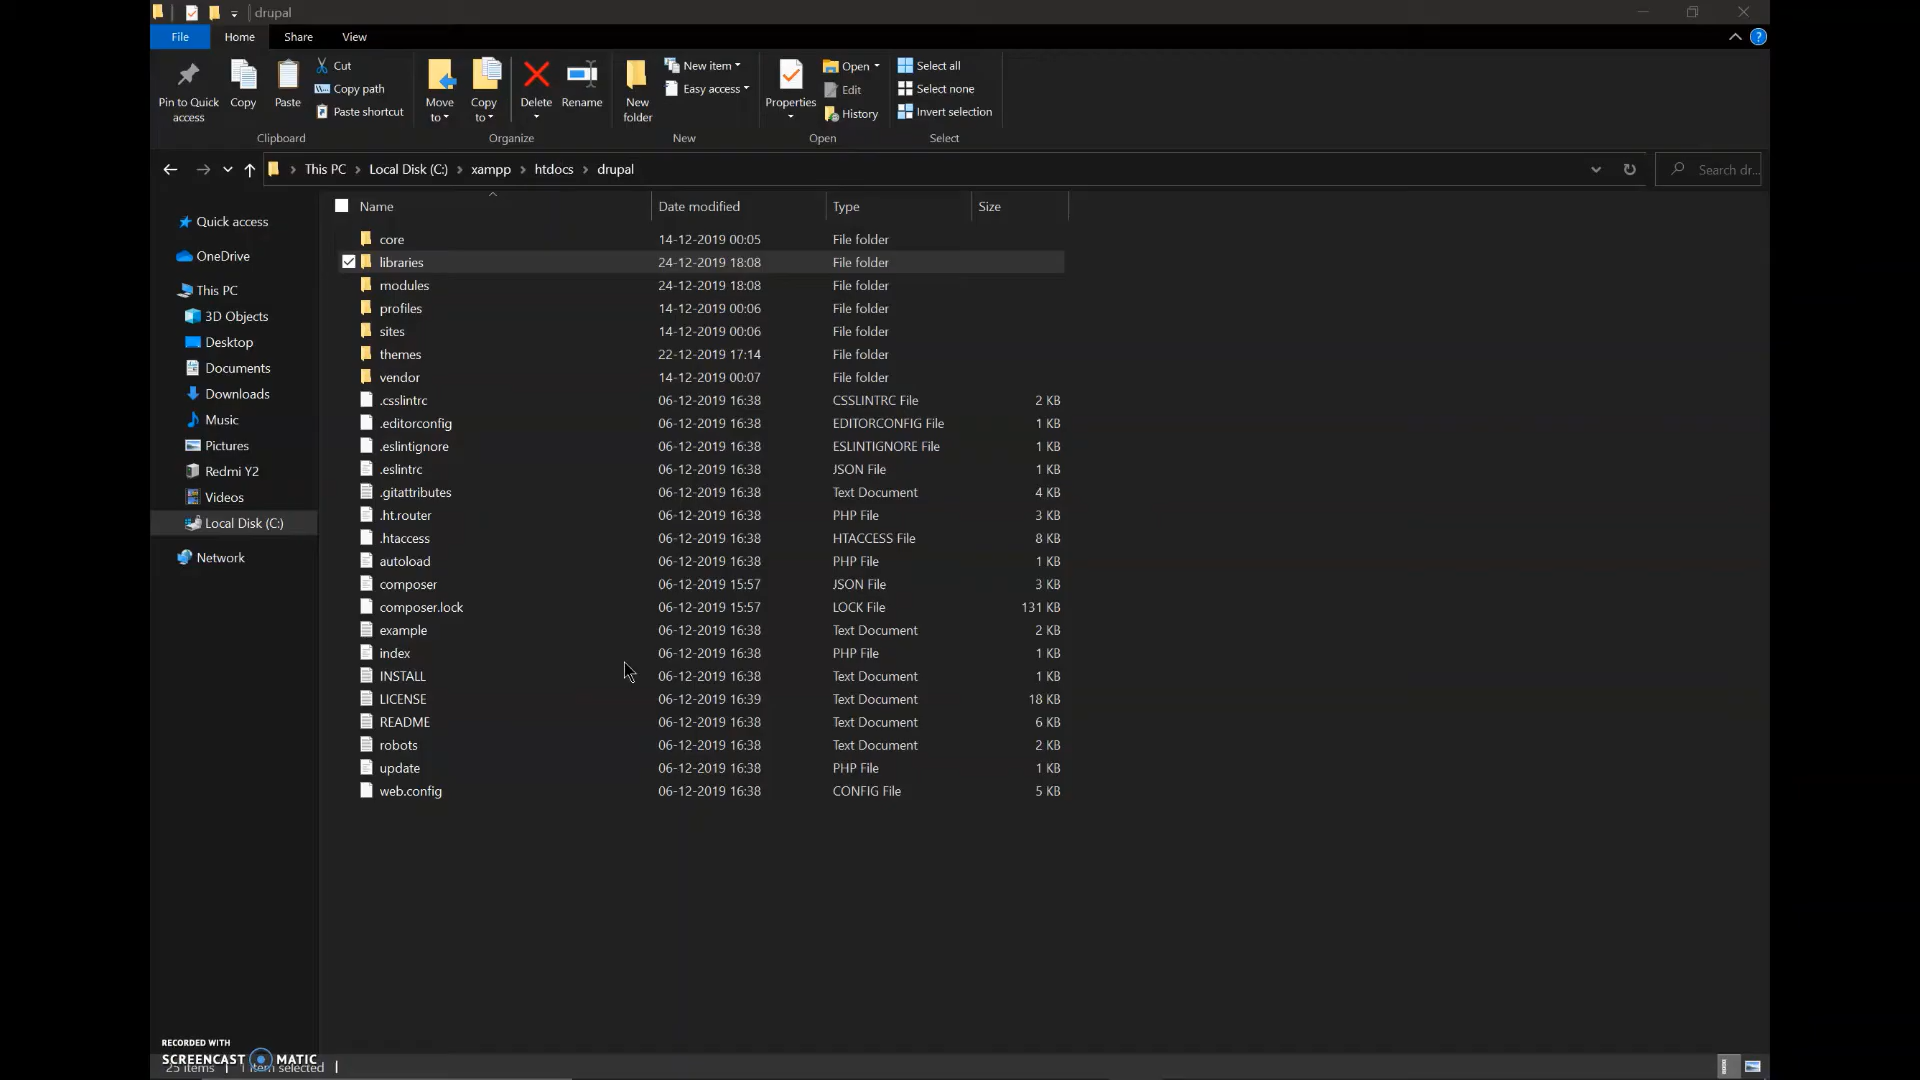 drupal
File Home Share View
Pin to Quick access
Copy
Paste
Cut
Copy path
Paste shortcut
Clipboard
Move to
Copy to
Delete
Rename
Organize
New folder
New item
Easy access
New
Properties
Open
Edit
History
Open
Select all
Select none
Invert selection
Select
This PC > Local Disk (C:) > xampp > htdocs > drupal
Search dr...
Quick access
OneDrive
This PC
3D Objects
Desktop
Documents
Downloads
Music
Pictures
Redmi Y2
Videos
Local Disk (C:)
Network
Name Date modified Type Size
core 14-12-2019 00:05 File folder
libraries 24-12-2019 18:08 File folder
modules 24-12-2019 18:08 File folder
profiles 14-12-2019 00:06 File folder
sites 14-12-2019 00:06 File folder
themes 22-12-2019 17:14 File folder
vendor 14-12-2019 00:07 File folder
.csslintrc 06-12-2019 16:38 CSSLINTRC File 2 KB
.editorconfig 06-12-2019 16:38 EDITORCONFIG File 1 KB
.eslintignore 06-12-2019 16:38 ESLINTIGNORE File 1 KB
.eslintrc 06-12-2019 16:38 JSON File 1 KB
.gitattributes 06-12-2019 16:38 Text Document 4 KB
.ht.router 06-12-2019 16:38 PHP File 3 KB
.htaccess 06-12-2019 16:38 HTACCESS File 8 KB
autoload 06-12-2019 16:38 PHP File 1 KB
composer 06-12-2019 15:57 JSON File 3 KB
composer.lock 06-12-2019 15:57 LOCK File 131 KB
example 06-12-2019 16:38 Text Document 2 KB
index 06-12-2019 16:38 PHP File 1 KB
INSTALL 06-12-2019 16:38 Text Document 1 KB
LICENSE 06-12-2019 16:39 Text Document 18 KB
README 06-12-2019 16:38 Text Document 6 KB
robots 06-12-2019 16:38 Text Document 2 KB
update 06-12-2019 16:38 PHP File 1 KB
web.config 06-12-2019 16:38 CONFIG File 5 KB
RECORDED WITH
SCREENCAST MATIC
25 items 1 item selected